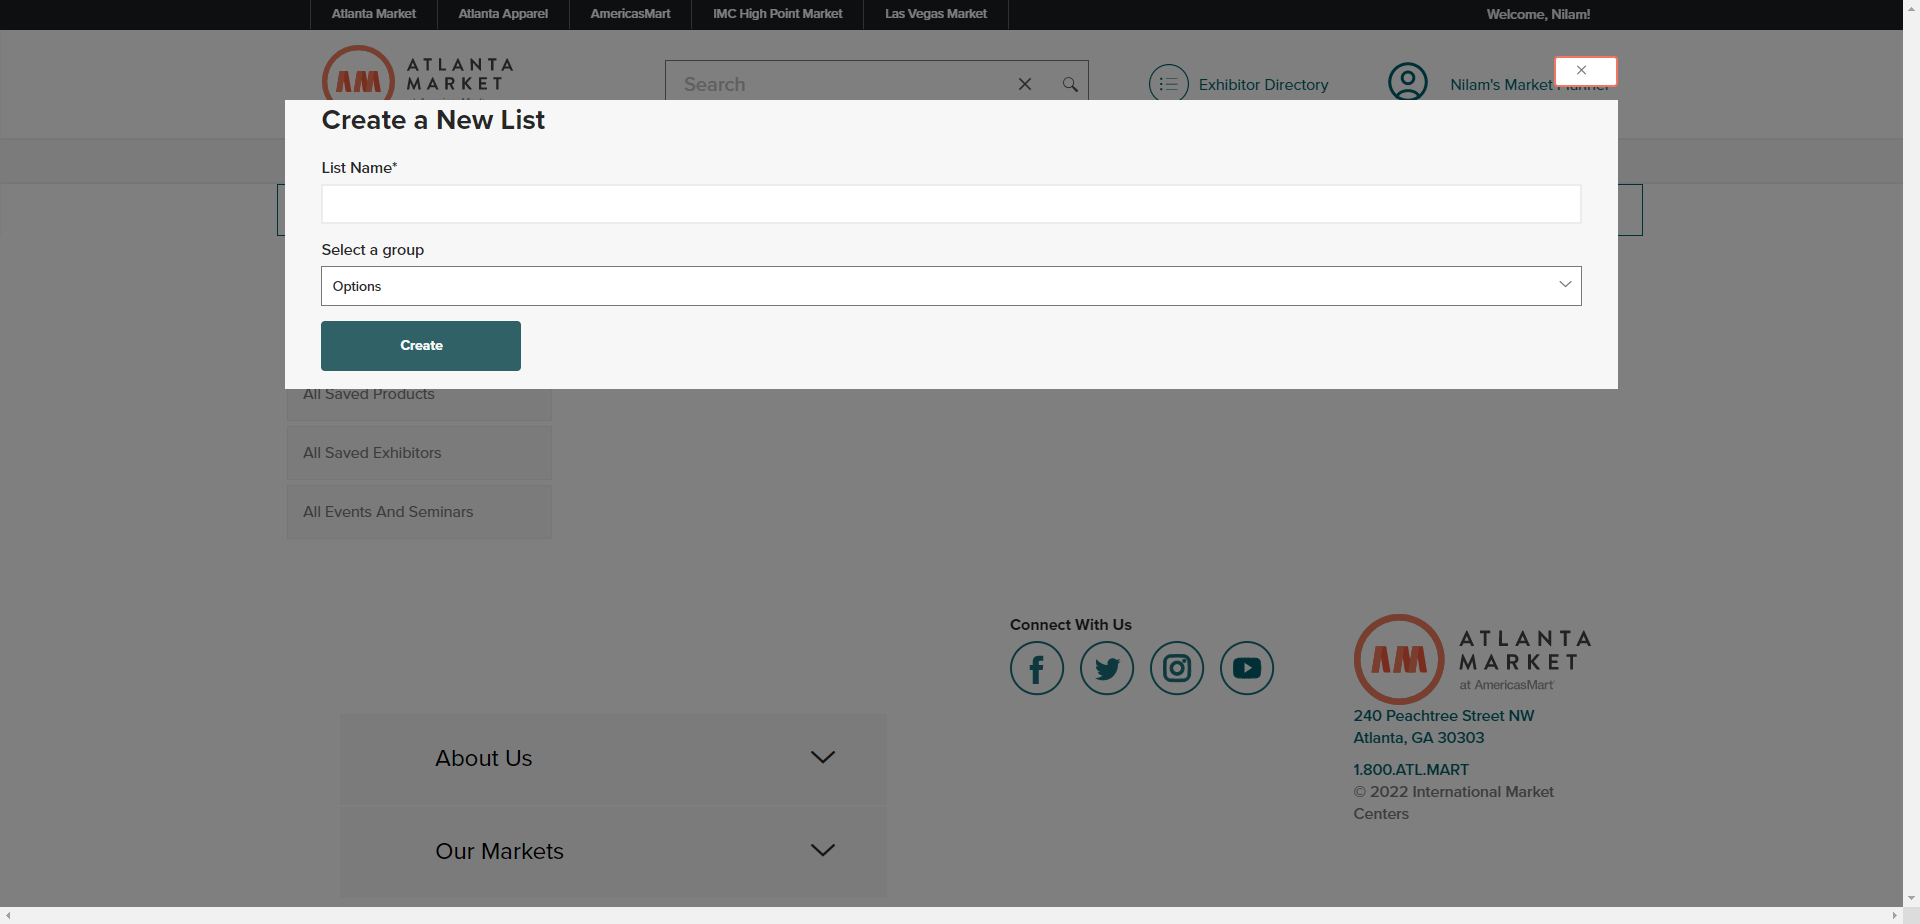 Atlanta Market
Atlanta Apparel
AmericasMart
IMC High Point Market
Las Vegas Market
Welcome, Nilam!
AM
ATLANTA
MARKET
Search
Exhibitor Directory
Nilam's Market Planner
Create a New List
List Name*
Select a group
Options
Create
All Saved Products
All Saved Exhibitors
All Events And Seminars
Connect With Us
AM
ATLANTA
MARKET
at AmericasMart
240 Peachtree Street NW
Atlanta, GA 30303
1.800.ATL.MART
© 2022 International Market
Centers
About Us
Our Markets